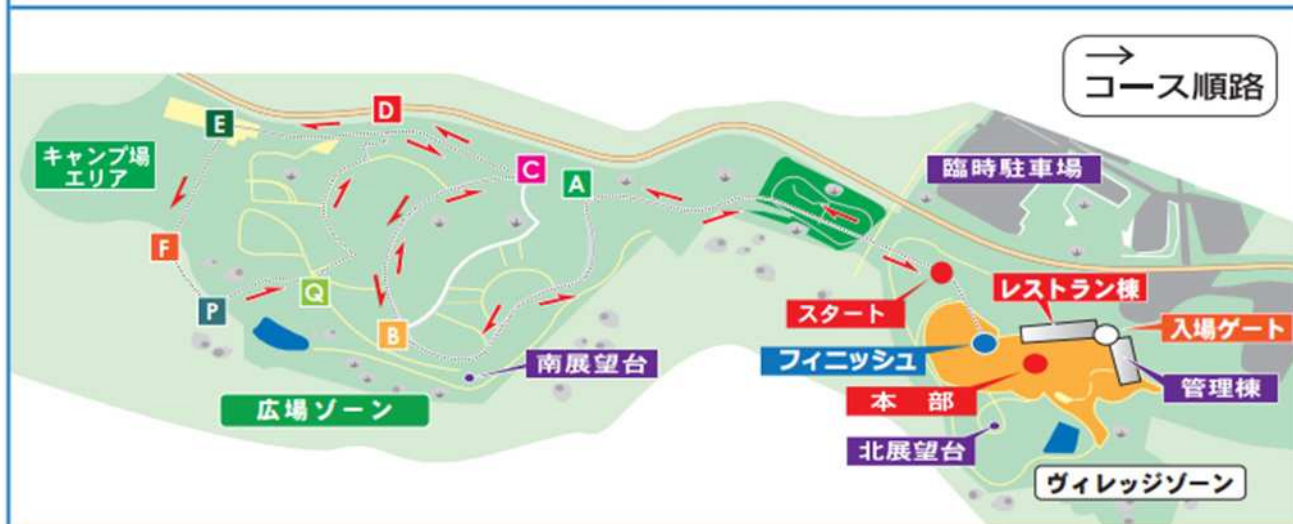 →
コース順路
臨時駐車場
D
E
C
A
キャンプ場
エリア
F
P
Q
B
スタート
レストラン棟
入場ゲート
フィニッシュ
南展望台
本 部
管理棟
広場ゾーン
北展望台
ヴィレッジゾーン